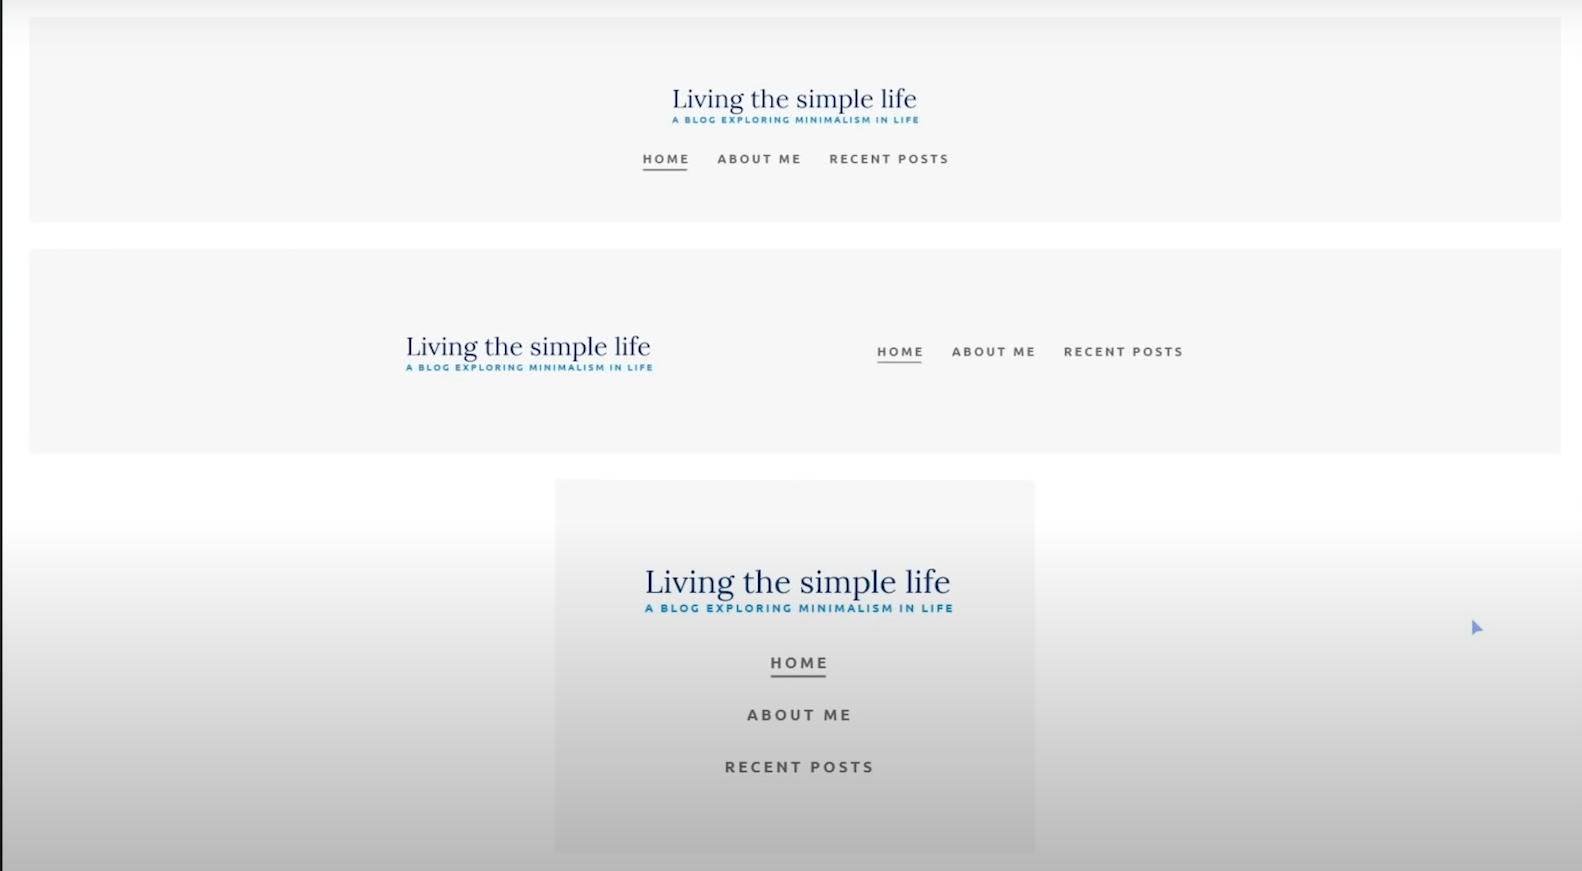 Living the simple life
A BLOG EXPLORING MINIMALISM IN LIFE
HOME ABOUT ME RECENT POSTS
Living the simple life
A BLOG EXPLORING MINIMALISM IN LIFE
HOME ABOUT ME RECENT POSTS
Living the simple life
A BLOG EXPLORING MINIMALISM IN LIFE
HOME
ABOUT ME
RECENT POSTS